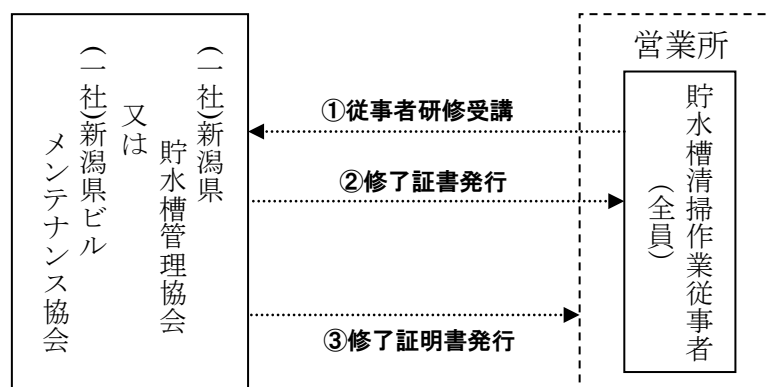 (一社)新潟県
貯水槽管理協会
又は
(一社)新潟県ビル
メンテナンス協会
①従事者研修受講
②修了証書発行
③修了証明書発行
営業所
貯水槽清掃作業従事者
(全員)